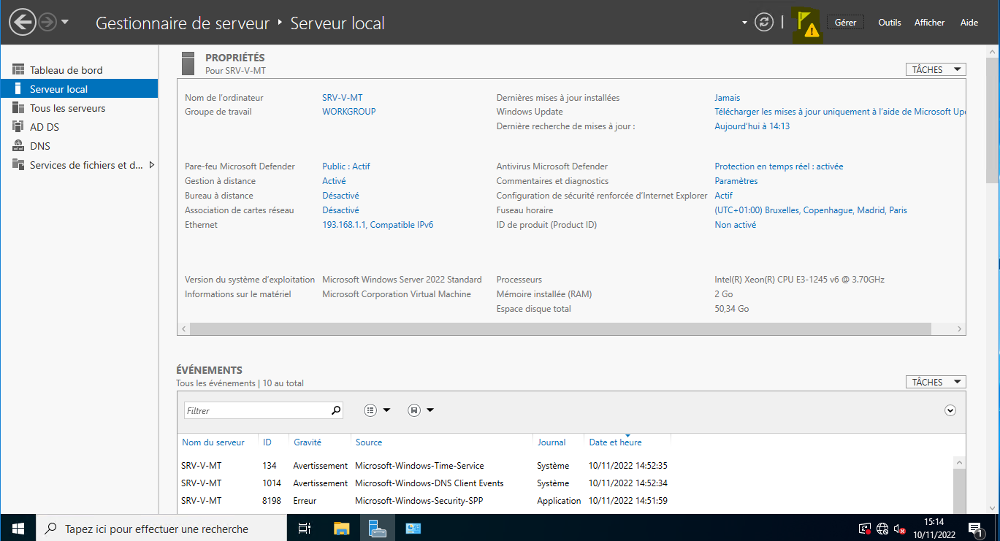 Gestionnaire de serveur ‣ Serveur local
Gérer Outils Afficher Aide
Tableau de bord
Serveur local
Tous les serveurs
AD DS
DNS
Services de fichiers et d...
PROPRIÉTÉS
Pour SRV-V-MT
TÂCHES
Nom de l'ordinateur SRV-V-MT Dernières mises à jour installées Jamais
Groupe de travail WORKGROUP Windows Update Télécharger les mises à jour uniquement à l'aide de Microsoft Up
Dernière recherche de mises à jour : Aujourd'hui à 14:13
Pare-feu Microsoft Defender Public : Actif Antivirus Microsoft Defender Protection en temps réel : activée
Gestion à distance Activé Commentaires et diagnostics Paramètres
Bureau à distance Désactivé Configuration de sécurité renforcée d'Internet Explorer Actif
Association de cartes réseau Désactivé Fuseau horaire (UTC+01:00) Bruxelles, Copenhague, Madrid, Paris
Ethernet 193.168.1.1, Compatible IPv6 ID de produit (Product ID) Non activé
Version du système d'exploitation Microsoft Windows Server 2022 Standard Processeurs Intel(R) Xeon(R) CPU E3-1245 v6 @ 3.70GHz
Informations sur le matériel Microsoft Corporation Virtual Machine Mémoire installée (RAM) 2 Go
Espace disque total 50,34 Go
ÉVÉNEMENTS
Tous les événements | 10 au total
TÂCHES
Filtrer
Nom du serveur ID Gravité Source Journal Date et heure
SRV-V-MT 134 Avertissement Microsoft-Windows-Time-Service Système 10/11/2022 14:52:35
SRV-V-MT 1014 Avertissement Microsoft-Windows-DNS Client Events Système 10/11/2022 14:52:34
SRV-V-MT 8198 Erreur Microsoft-Windows-Security-SPP Application 10/11/2022 14:51:59
Tapez ici pour effectuer une recherche
15:14
10/11/2022
1